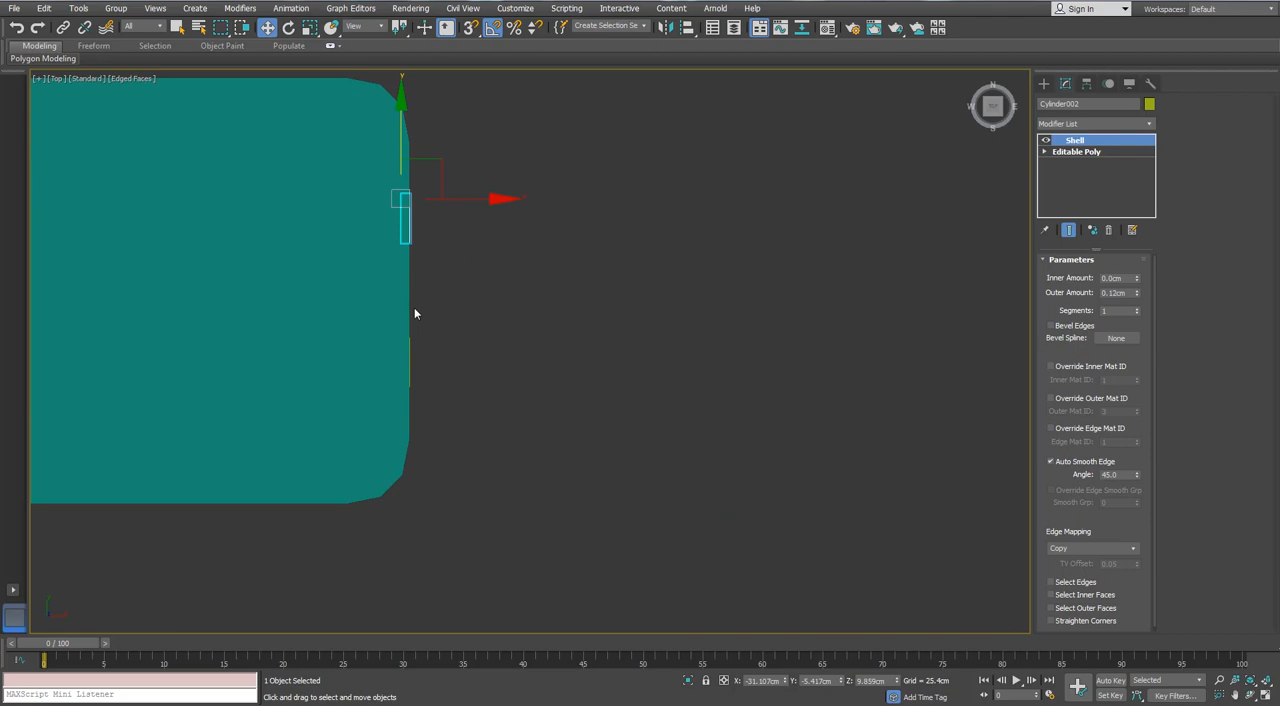 File Edit Tools Group Views Create Modifiers Animation Graph Editors Rendering Civil View Customize Scripting Interactive Content Arnold Help Sign In Workspaces: Default
All View Create Selection Se
Modeling Freeform Selection Object Paint Populate
Polygon Modeling
[+] [Top] [Standard] [Edged Faces]
y
N
W TOP E
S
Cylinder002
Modifier List
Shell
Editable Poly
Parameters
Inner Amount: 0.0cm
Outer Amount: 0.12cm
Segments: 1
Bevel Edges
Bevel Spline: None
Override Inner Mat ID
Inner Mat ID: 1
Override Outer Mat ID
Outer Mat ID: 3
Override Edge Mat ID
Edge Mat ID: 1
Auto Smooth Edge
Angle: 45.0
Override Edge Smooth Grp
Smooth Grp: 0
Edge Mapping
Copy
TV Offset: 0.05
Select Edges
Select Inner Faces
Select Outer Faces
Straighten Corners
< 0 / 100 >
0 5 10 15 20 25 30 35 40 45 50 55 60 65 70 75 80 85 90 95 100
1 Object Selected X: -31.107cm Y: -5.417cm Z: 9.859cm Grid = 25.4cm Auto Key Selected
MAXScript Mini Listener Click and drag to select and move objects Add Time Tag 0 Set Key Key Filters...